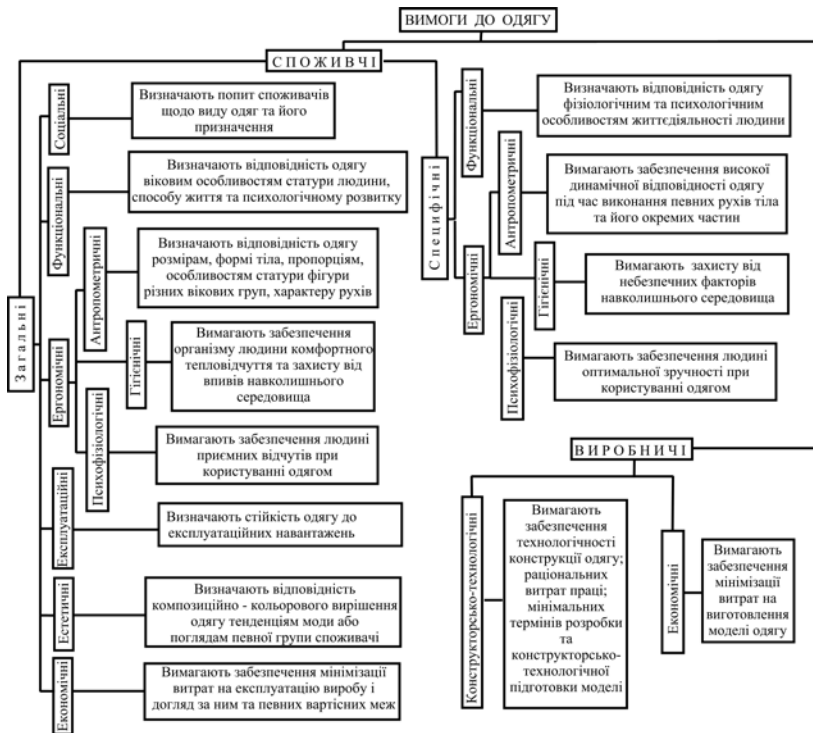 ВИМОГИ ДО ОДЯГУ
СПОЖИВЧІ
Загальні
Соціальні
Визначають попит споживачів
щодо виду одяг та його
призначення
Функціональні
Визначають відповідність одягу
віковим особливостям статури людини,
способу життя та психологічному розвитку
Ергономічні
Антропометричні
Визначають відповідність одягу
розмірам, формі тіла, пропорціям,
особливостям статури фігури
різних вікових груп, характеру рухів
Гігієнічні
Вимагають забезпечення
організму людини комфортного
тепловідчуття та захисту від
впивів навколишнього
середовища
Психофізіологічні
Вимагають забезпечення людині
приємних відчутів при
користуванні одягом
Експлуатаційні
Визначають стійкість одягу до
експлуатаційних навантажень
Естетичні
Визначають відповідність
композиційно - кольорового вирішення
одягу тенденціям моди або
поглядам певної групи споживачі
Економічні
Вимагають забезпечення мінімізації
витрат на експлуатацію виробу і
догляд за ним та певних вартісних меж
Специфічні
Функціональні
Визначають відповідність одягу
фізіологічним та психологічним
особливостям життєдіяльності людини
Ергономічні
Антропометричні
Вимагають забезпечення високої
динамічної відповідності одягу
під час виконання певних рухів тіла
та його окремих частин
Гігієнічні
Вимагають захисту від
небезпечних факторів
навколишнього середовища
Психофізіологічні
Вимагають забезпечення людині
оптимальної зручності при
користуванні одягом
ВИРОБНИЧІ
Конструкторсько-технологічні
Вимагають
забезпечення
технологічності
конструкції одягу;
раціональних
витрат праці;
мінімальних
термінів розробки
та
конструкторсько-
технологічної
підготовки моделі
Економічні
Вимагають
забезпечення
мінімізації
витрат на
виготовлення
моделі одягу